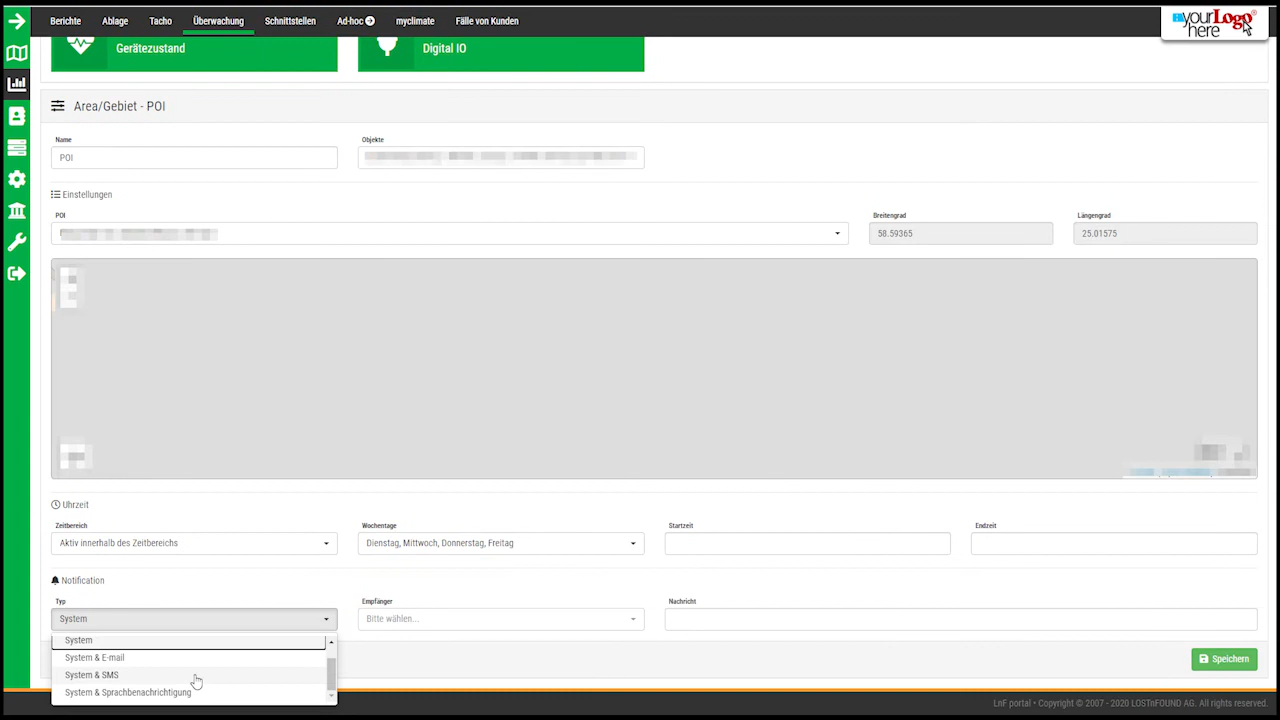 Berichte Ablage Tacho Überwachung Schnittstellen Ad-hoc myclimate Fälle von Kunden
yourLogo®
here
Gerätezustand Digital IO
Area/Gebiet - POI
Name Objekte
POI
Einstellungen
POI Breitengrad Längengrad
58.59365 25.01575
Uhrzeit
Zeitbereich Wochentage Startzeit Endzeit
Aktiv innerhalb des Zeitbereichs Dienstag, Mittwoch, Donnerstag, Freitag
Notification
Typ Empfänger Nachricht
System Bitte wählen...
System
System & E-mail
System & SMS
System & Sprachbenachrichtigung
Speichern
LnF portal • Copyright © 2007 - 2020 LOSTnFOUND AG. All rights reserved.